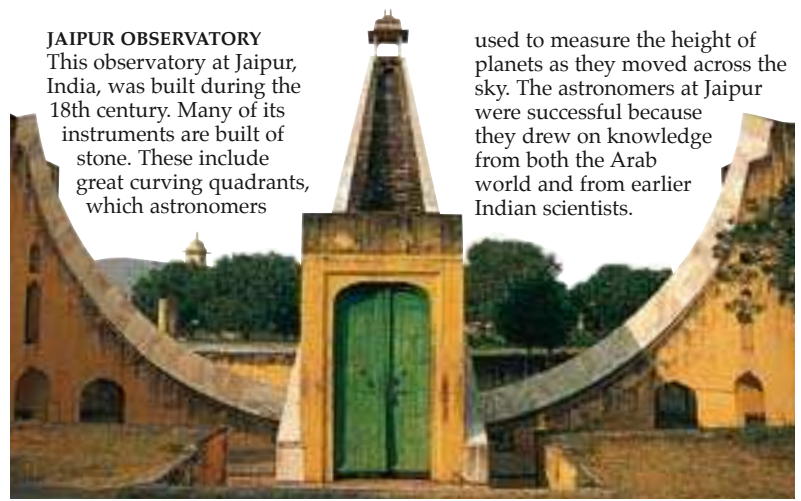 JAIPUR OBSERVATORY
This observatory at Jaipur,
India, was built during the
18th century. Many of its
instruments are built of
stone. These include
great curving quadrants,
which astronomers
used to measure the height of
planets as they moved across the
sky. The astronomers at Jaipur
were successful because
they drew on knowledge
from both the Arab
world and from earlier
Indian scientists.